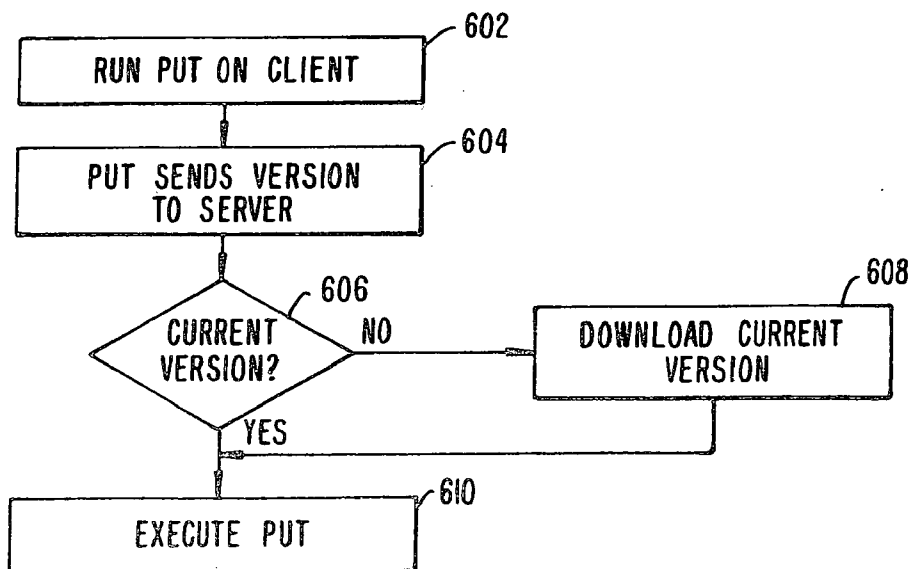 602
RUN PUT ON CLIENT
604
PUT SENDS VERSION
TO SERVER
606
CURRENT
VERSION?
NO
608
DOWNLOAD CURRENT
VERSION
YES
610
EXECUTE PUT